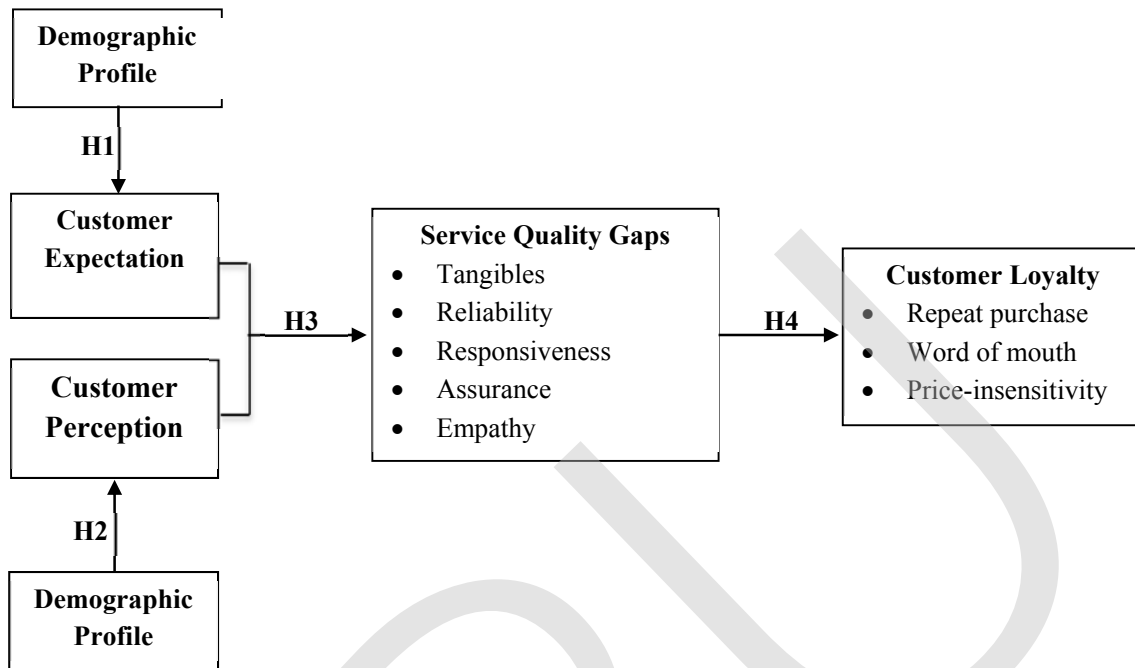 Demographic
Profile
H1
Customer
Expectation
Customer
Perception
H2
Demographic
Profile
H3
Service Quality Gaps
• Tangibles
• Reliability
• Responsiveness
• Assurance
• Empathy
H4
Customer Loyalty
• Repeat purchase
• Word of mouth
• Price-insensitivity